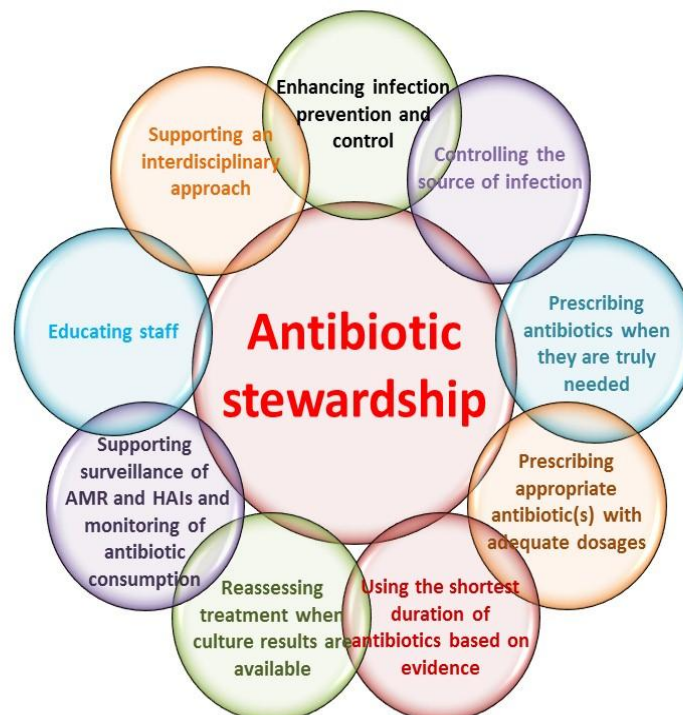 Enhancing infection
prevention and
control
Controlling the
source of infection
Prescribing
antibiotics when
they are truly
needed
Prescribing
appropriate
antibiotic(s) with
adequate dosages
Using the shortest
duration of
antibiotics based on
evidence
Reassessing
treatment when
culture results are
available
Supporting
surveillance of
AMR and HAIs and
monitoring of
antibiotic
consumption
Educating staff
Supporting an
interdisciplinary
approach
Antibiotic
stewardship